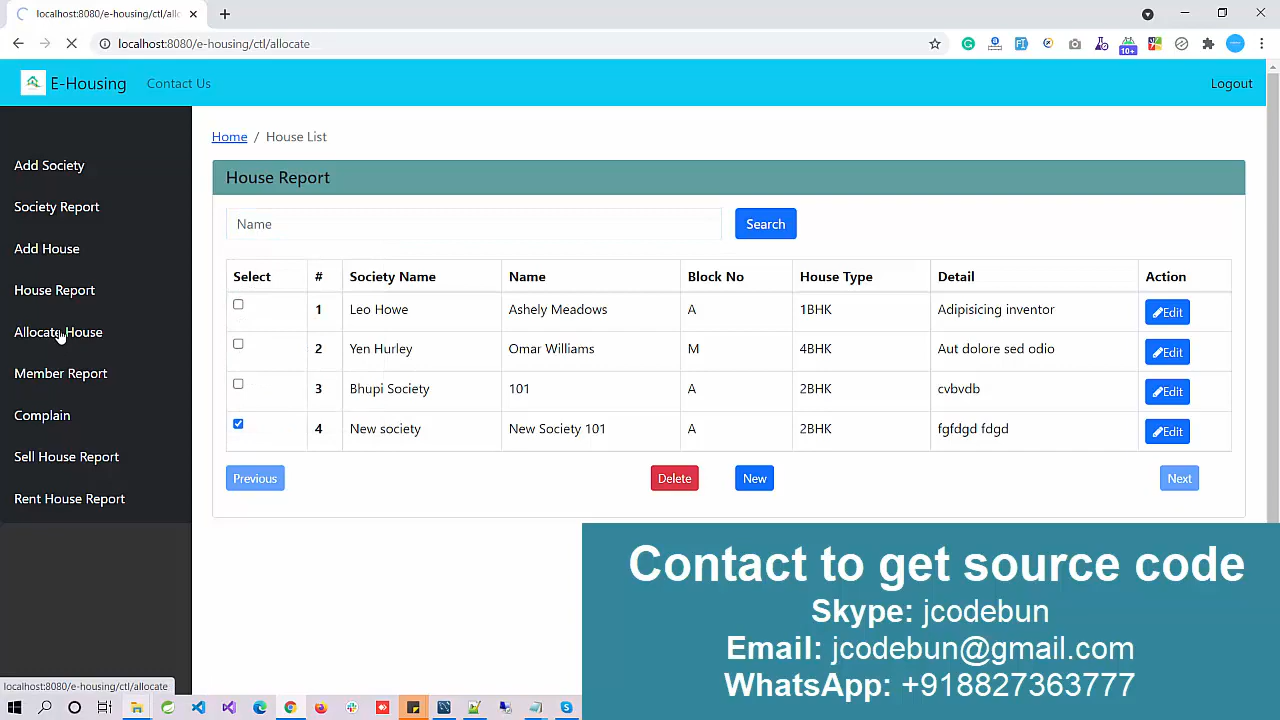 localhost:8080/e-housing/ctl/alloc
localhost:8080/e-housing/ctl/allocate
10+
E-Housing
Contact Us
Logout
Add Society
Society Report
Add House
House Report
Allocate House
Member Report
Complain
Sell House Report
Rent House Report
Home / House List
House Report
Name
Search
Select # Society Name Name Block No House Type Detail Action
1 Leo Howe Ashely Meadows A 1BHK Adipisicing inventor Edit
2 Yen Hurley Omar Williams M 4BHK Aut dolore sed odio Edit
3 Bhupi Society 101 A 2BHK cvbvdb Edit
4 New society New Society 101 A 2BHK fgfdgd fdgd Edit
Previous Delete New Next
Contact to get source code
Skype: jcodebun
Email: jcodebun@gmail.com
WhatsApp: +918827363777
localhost:8080/e-housing/ctl/allocate